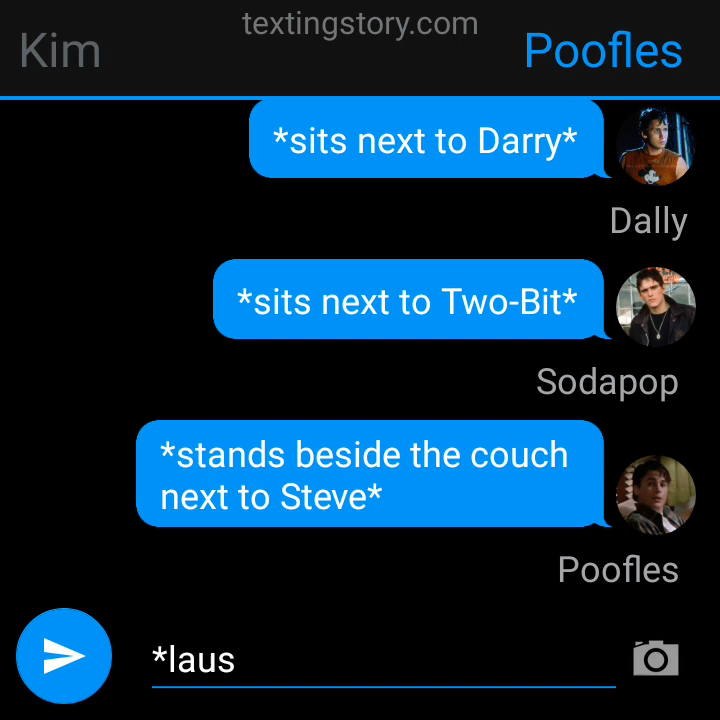 textingstory.com
Kim
Poofles
*sits next to Darry*
Dally
*sits next to Two-Bit*
Sodapop
*stands beside the couch
next to Steve*
Poofles
*laus